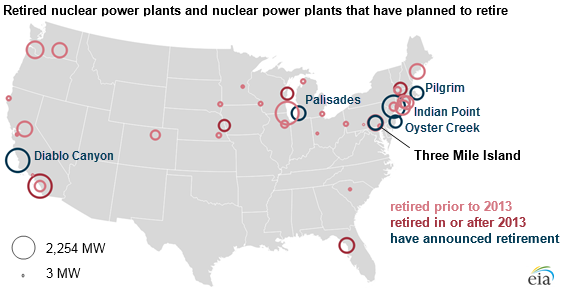 Retired nuclear power plants and nuclear power plants that have planned to retire
Pilgrim
Palisades
Indian Point
Oyster Creek
Three Mile Island
Diablo Canyon
retired prior to 2013
retired in or after 2013
have announced retirement
2,254 MW
3 MW
eia